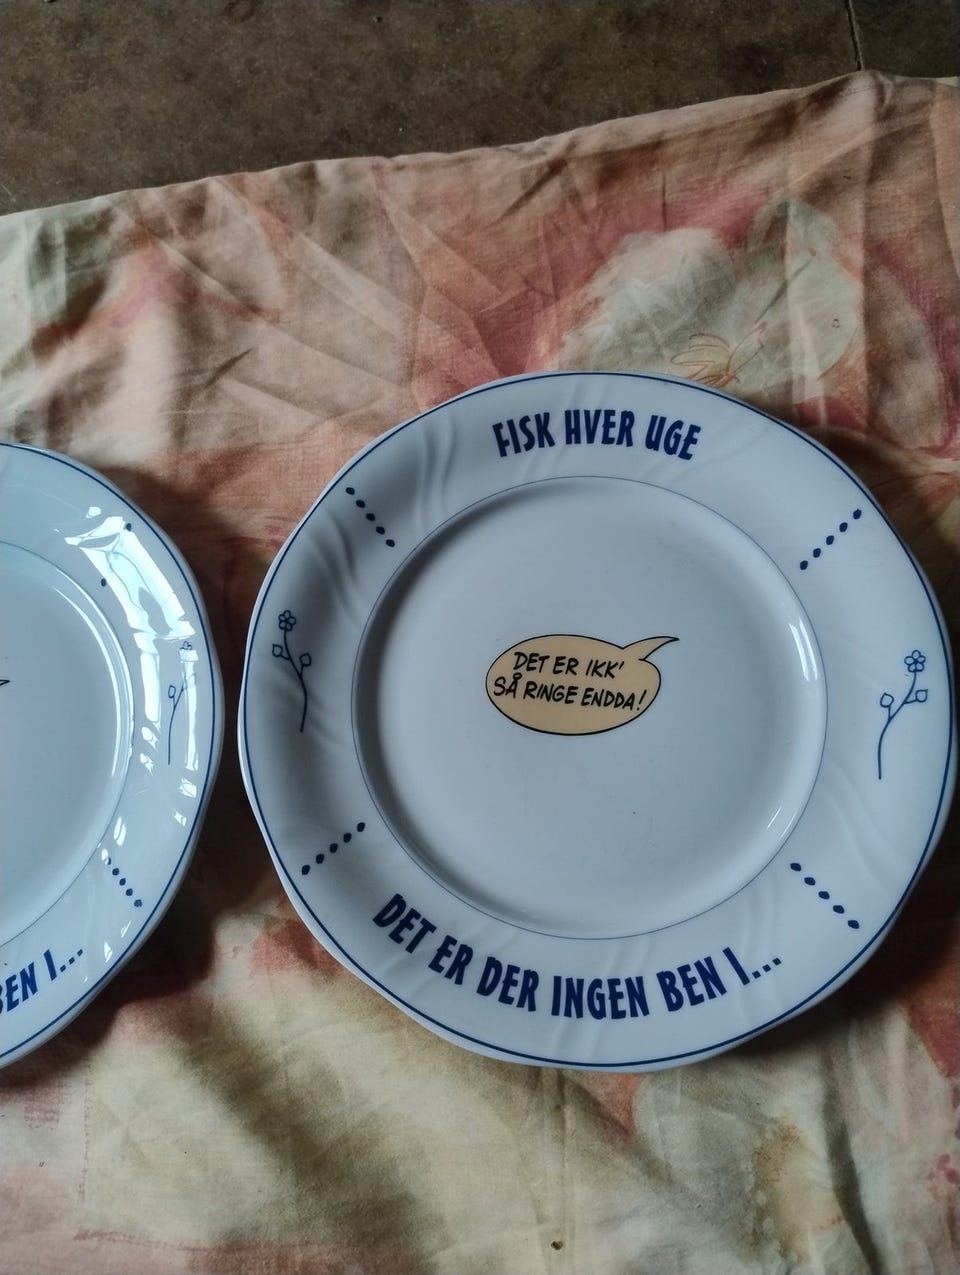 FISK HVER UGE
DET ER IKK'
SÅ RINGE ENDDA!
DET ER DER INGEN BEN I...
BEN I...